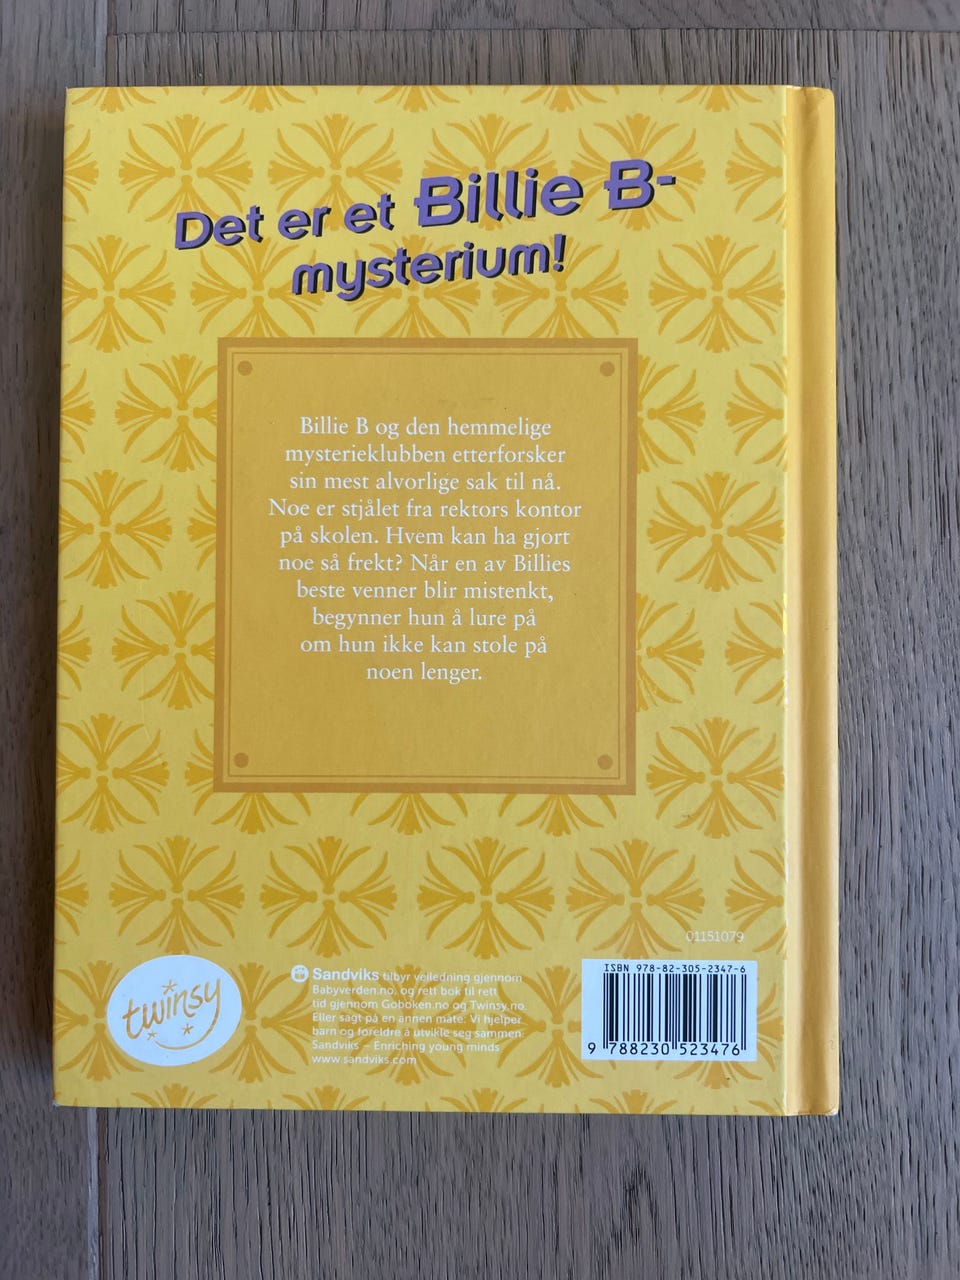 Det er et Billie B-
mysterium!
Billie B og den hemmelige
mysterieklubben etterforsker
sin mest alvorlige sak til nå.
Noe er stjålet fra rektors kontor
på skolen. Hvem kan ha gjort
noe så frekt? Når en av Billies
beste venner blir mistenkt,
begynner hun å lure på
om hun ikke kan stole på
noen lenger.
01151079
twinsy
Sandviks tilbyr veiledning gjennom
Babyverden.no, og rett bok til rett
tid gjennom Goboken.no og Twinsy.no.
Eller sagt på en annen måte: Vi hjelper
barn og foreldre å utvikle seg sammen.
Sandviks – Enriching young minds
www.sandviks.com
ISBN 978-82-305-2347-6
9 788230 523476